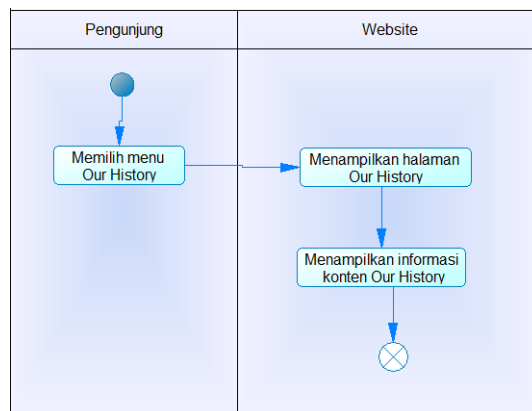 Pengunjung
Website
Memilih menu
Our History
Menampilkan halaman
Our History
Menampilkan informasi
konten Our History